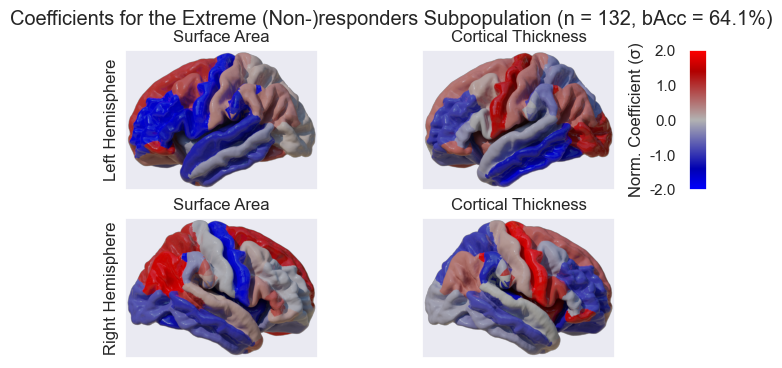 Coefficients for the Extreme (Non-)responders Subpopulation (n = 132, bAcc = 64.1%)
Surface Area
Cortical Thickness
Left Hemisphere
2.0
1.0
0.0
-1.0
-2.0
Norm. Coefficient (σ)
Surface Area
Cortical Thickness
Right Hemisphere